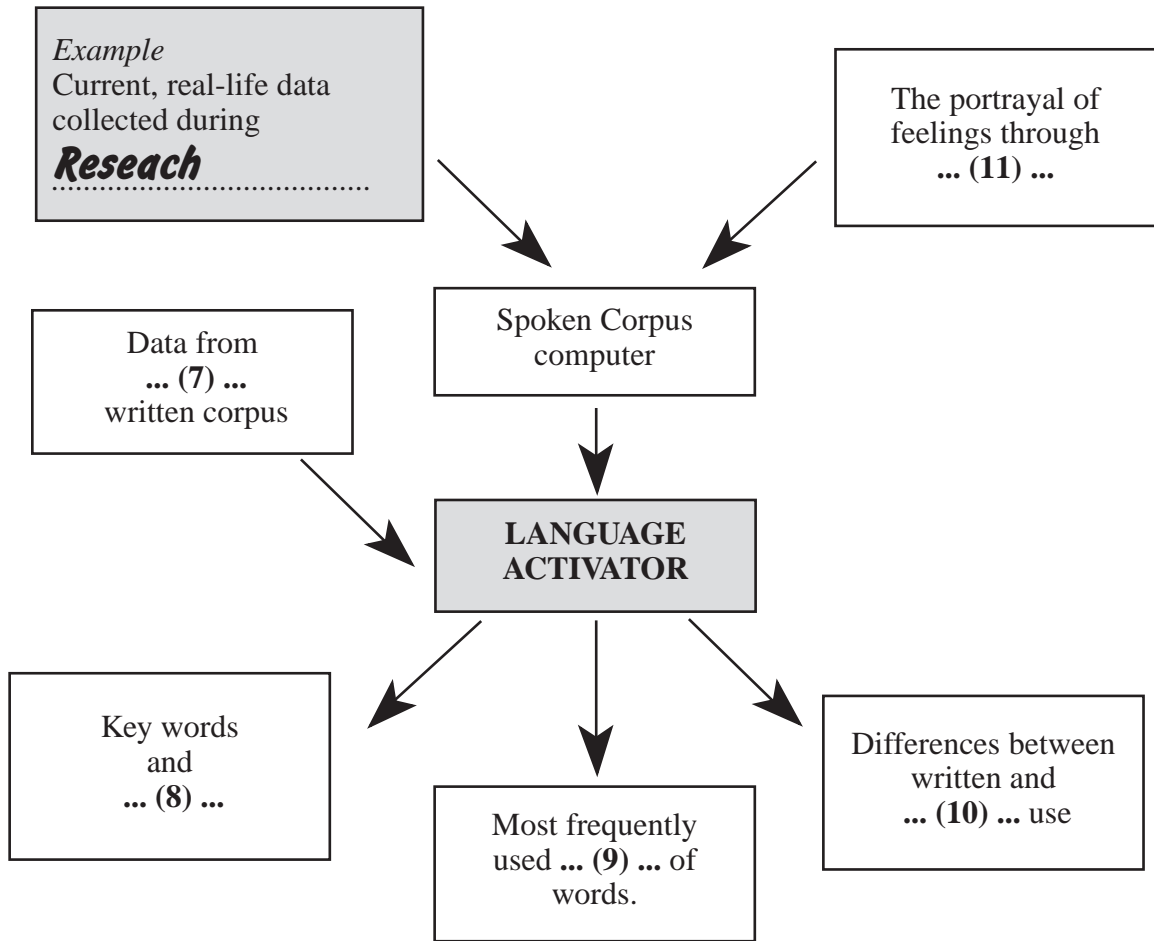 Example
Current, real-life data
collected during
Reseach
The portrayal of
feelings through
... (11) ...
Spoken Corpus
computer
Data from
... (7) ...
written corpus
LANGUAGE
ACTIVATOR
Key words
and
... (8) ...
Most frequently
used ... (9) ... of
words.
Differences between
written and
... (10) ... use